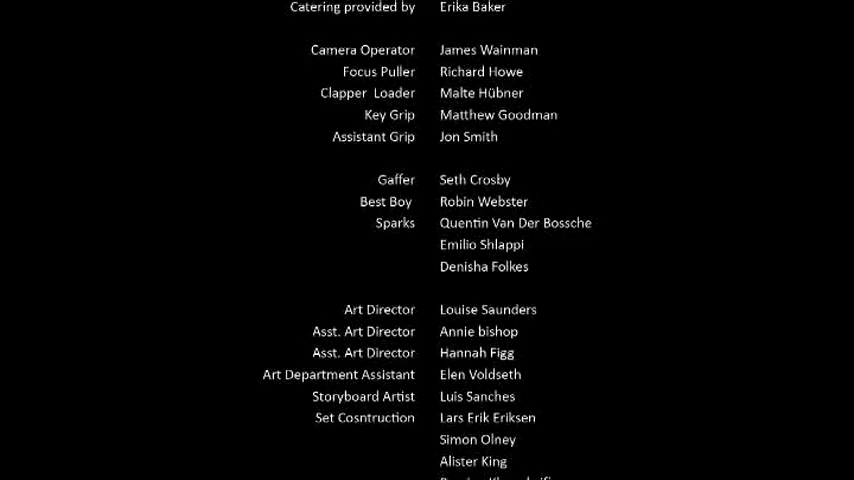 Catering provided by Erika Baker
Camera Operator James Wainman
Focus Puller Richard Howe
Clapper Loader Malte Hübner
Key Grip Matthew Goodman
Assistant Grip Jon Smith
Gaffer Seth Crosby
Best Boy Robin Webster
Sparks Quentin Van Der Bossche
Emilio Shlappi
Denisha Folkes
Art Director Louise Saunders
Asst. Art Director Annie bishop
Asst. Art Director Hannah Figg
Art Department Assistant Elen Voldseth
Storyboard Artist Luis Sanches
Set Cosntruction Lars Erik Eriksen
Simon Olney
Alister King